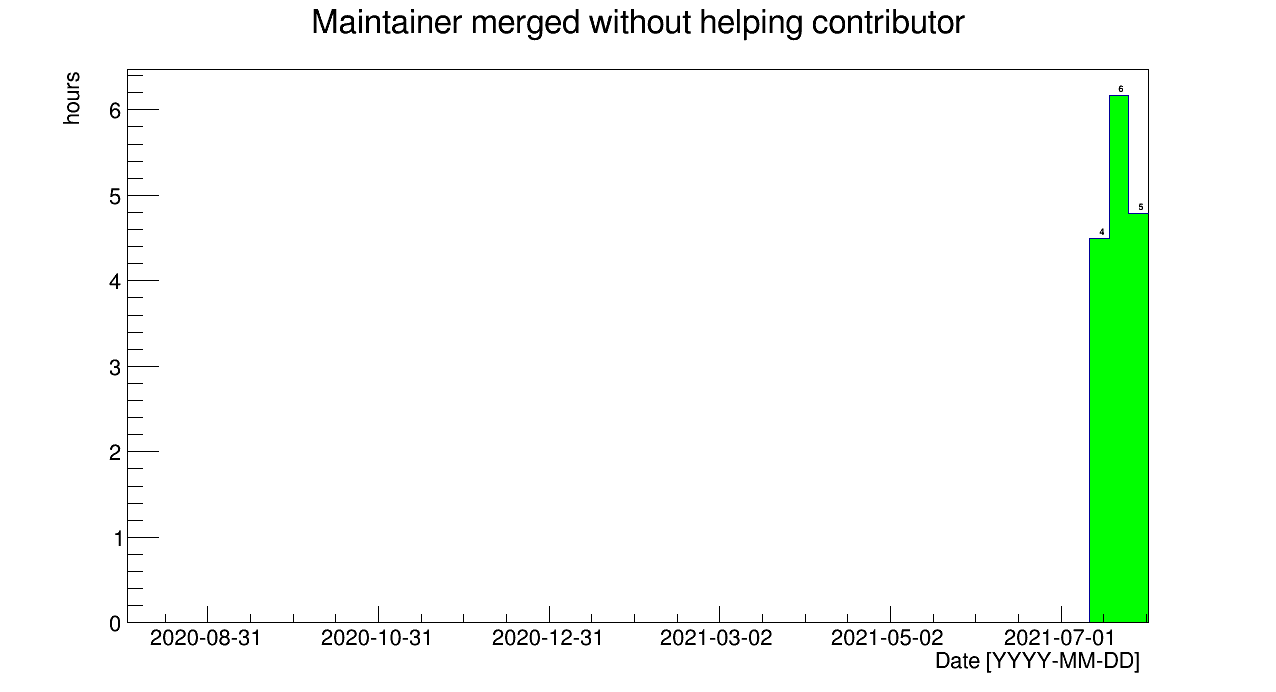 Maintainer merged without helping contributor
hours
6
5
4
3
2
1
0
6
5
4
2020-08-31 2020-10-31 2020-12-31 2021-03-02 2021-05-02 2021-07-01
Date [YYYY-MM-DD]